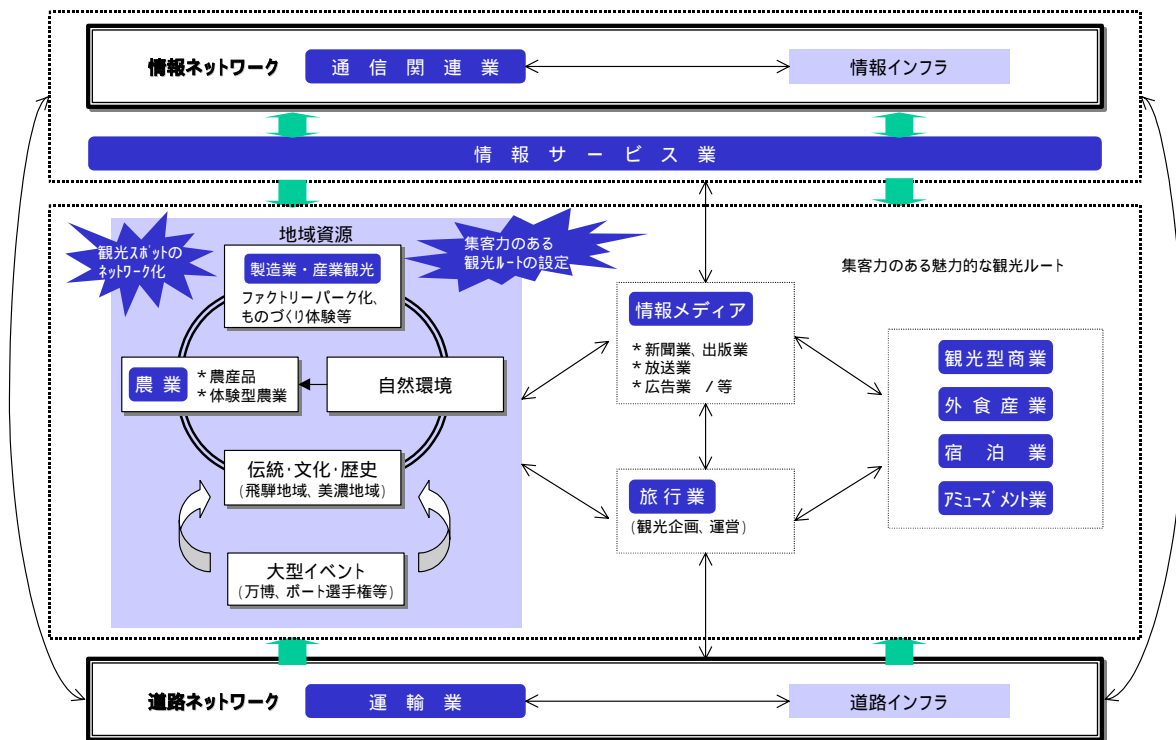 情報ネットワーク
通信関連業
情報インフラ
情報サービス業
観光スポットの
ネットワーク化
地域資源
集客力のある
観光ルートの設定
製造業・産業観光
ファクトリーパーク化、
ものづくり体験等
農業
*農産品
*体験型農業
自然環境
伝統・文化・歴史
(飛騨地域、美濃地域)
大型イベント
(万博、ボート選手権等)
情報メディア
*新聞業、出版業
*放送業
*広告業 /等
旅行業
(観光企画、運営)
集客力のある魅力的な観光ルート
観光型商業
外食産業
宿泊業
アミューズメント業
道路ネットワーク
運輸業
道路インフラ